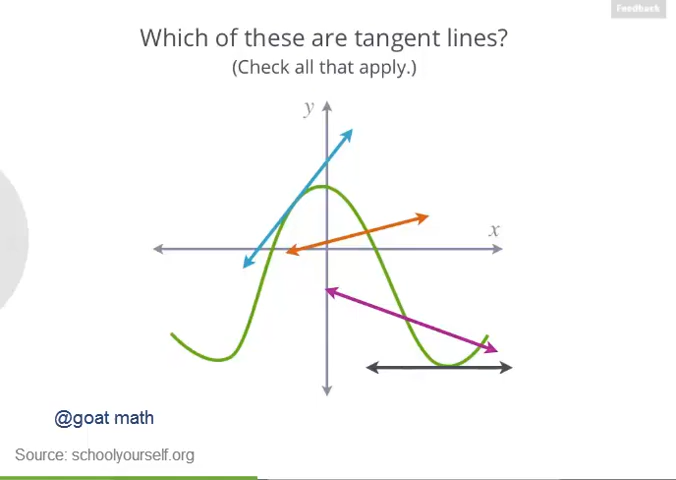 Feedback
Which of these are tangent lines?
(Check all that apply.)
y
x
@goat math
Source: schoolyourself.org